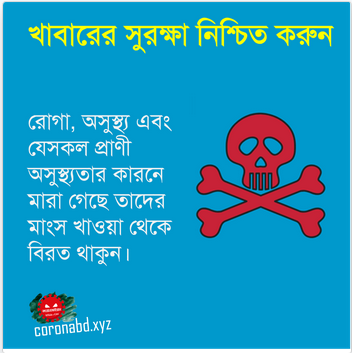 খাবারের সুরক্ষা নিশ্চিত করুন
রোগা, অসুস্থ্য এবং
যেসকল প্রাণী
অসুস্থ্যতার কারনে
মারা গেছে তাদের
মাংস খাওয়া থেকে
বিরত থাকুন।
coronabd.xyz